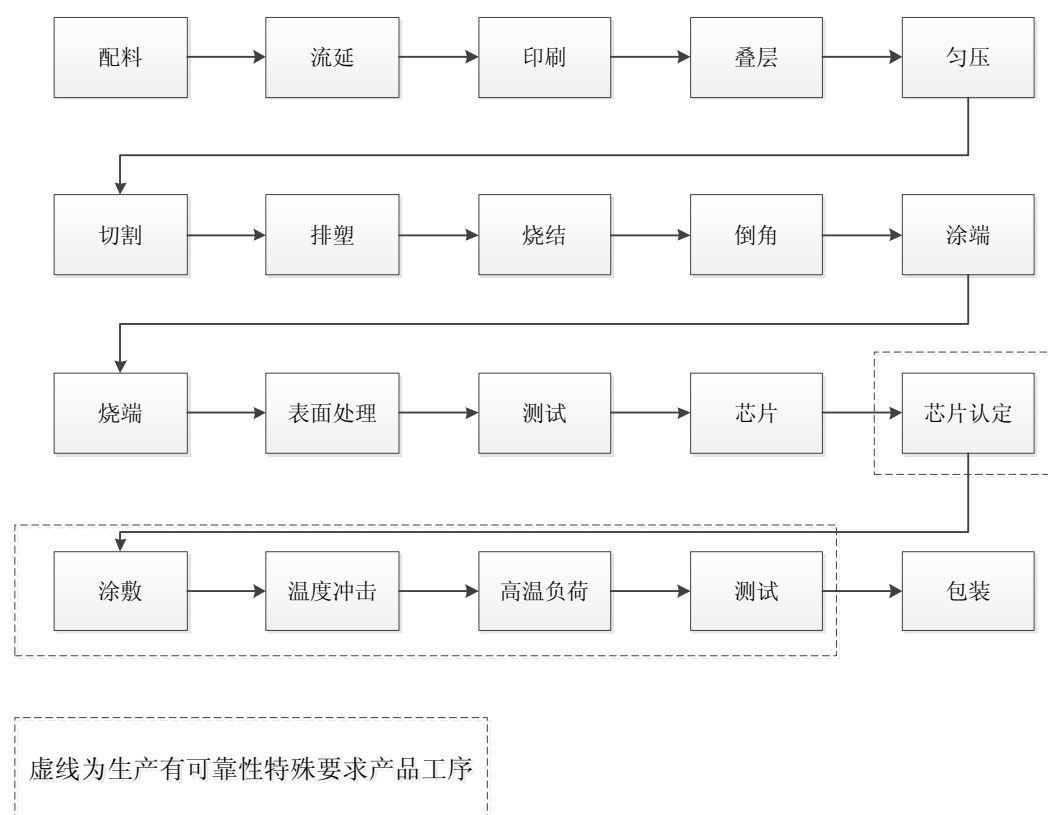 配料
流延
印刷
叠层
匀压
切割
排塑
烧结
倒角
涂端
烧端
表面处理
测试
芯片
芯片认定
涂敷
温度冲击
高温负荷
测试
包装
虚线为生产有可靠性特殊要求产品工序